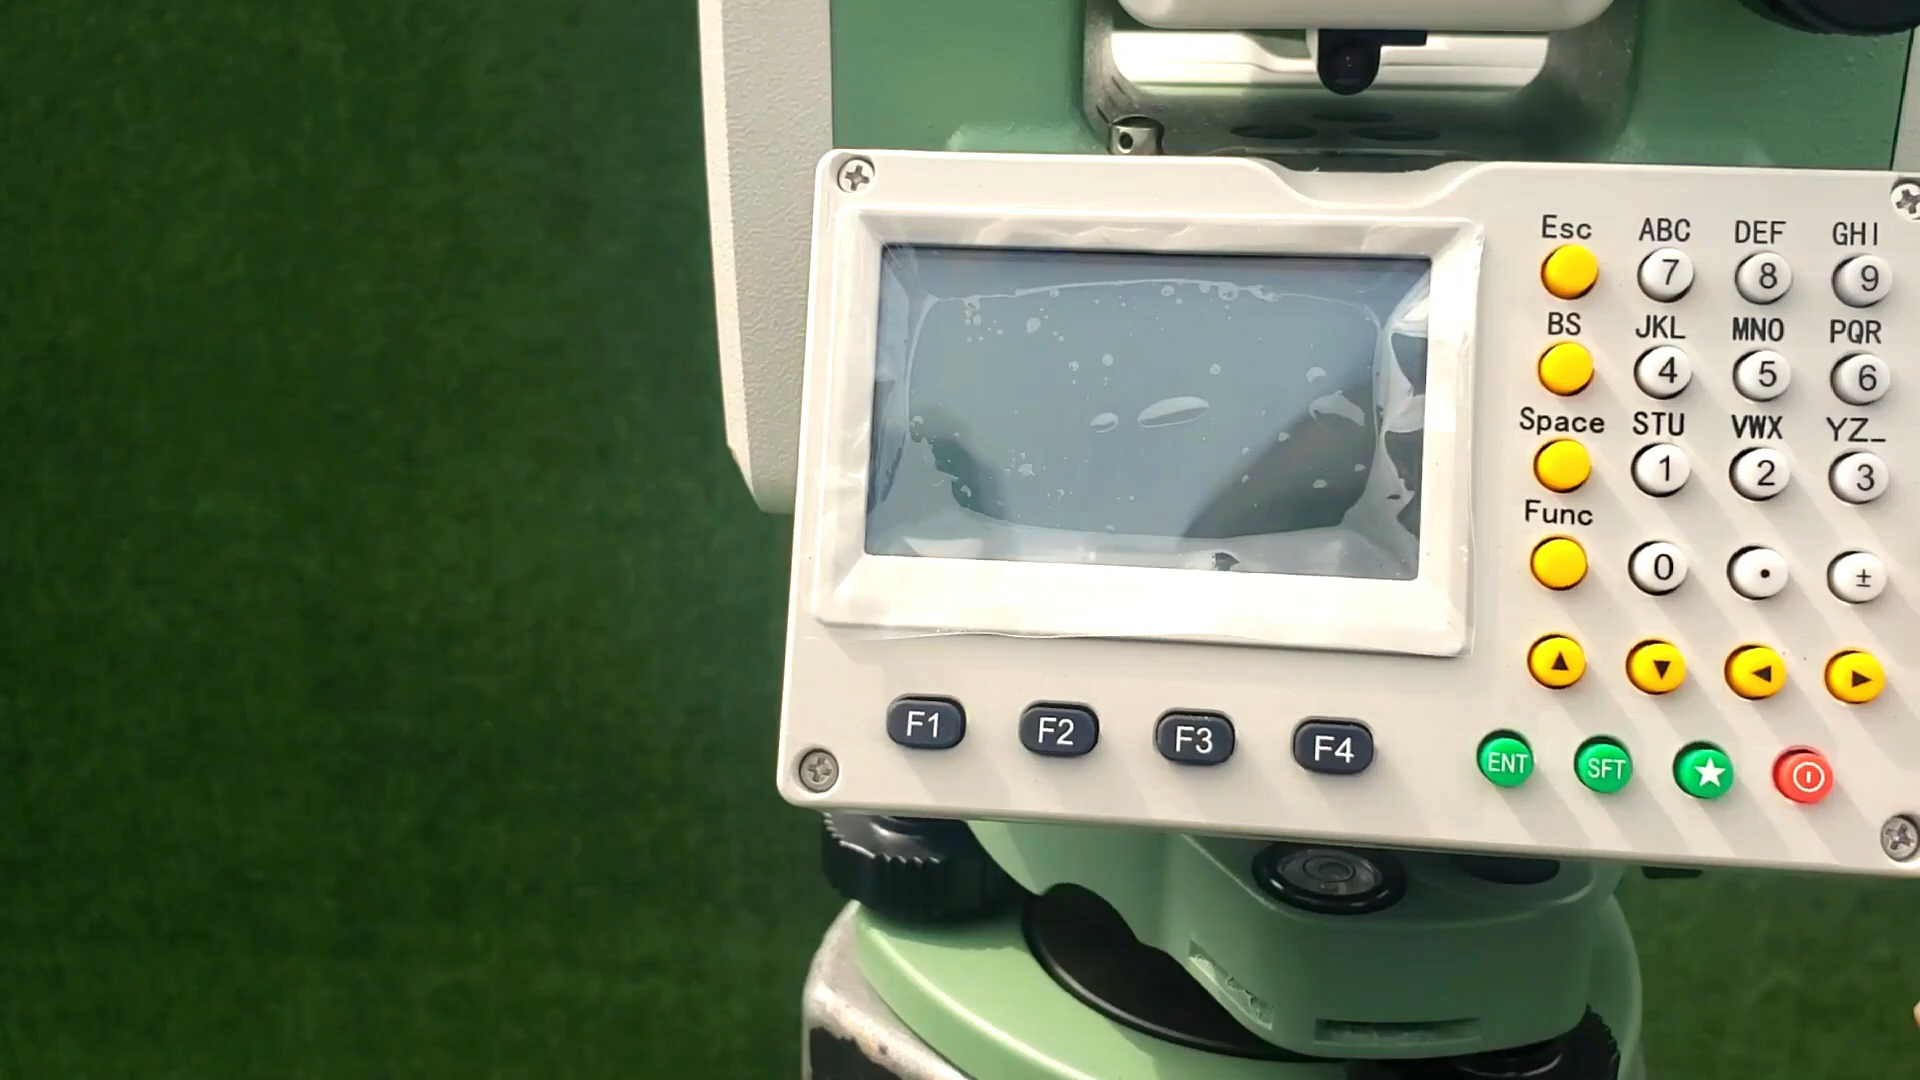 Esc ABC DEF GHI
7 8 9
BS JKL MNO PQR
4 5 6
Space STU VWX YZ_
1 2 3
Func
0 • ±
▲ ▼ ◀ ▶
F1 F2 F3 F4
ENT SFT ★